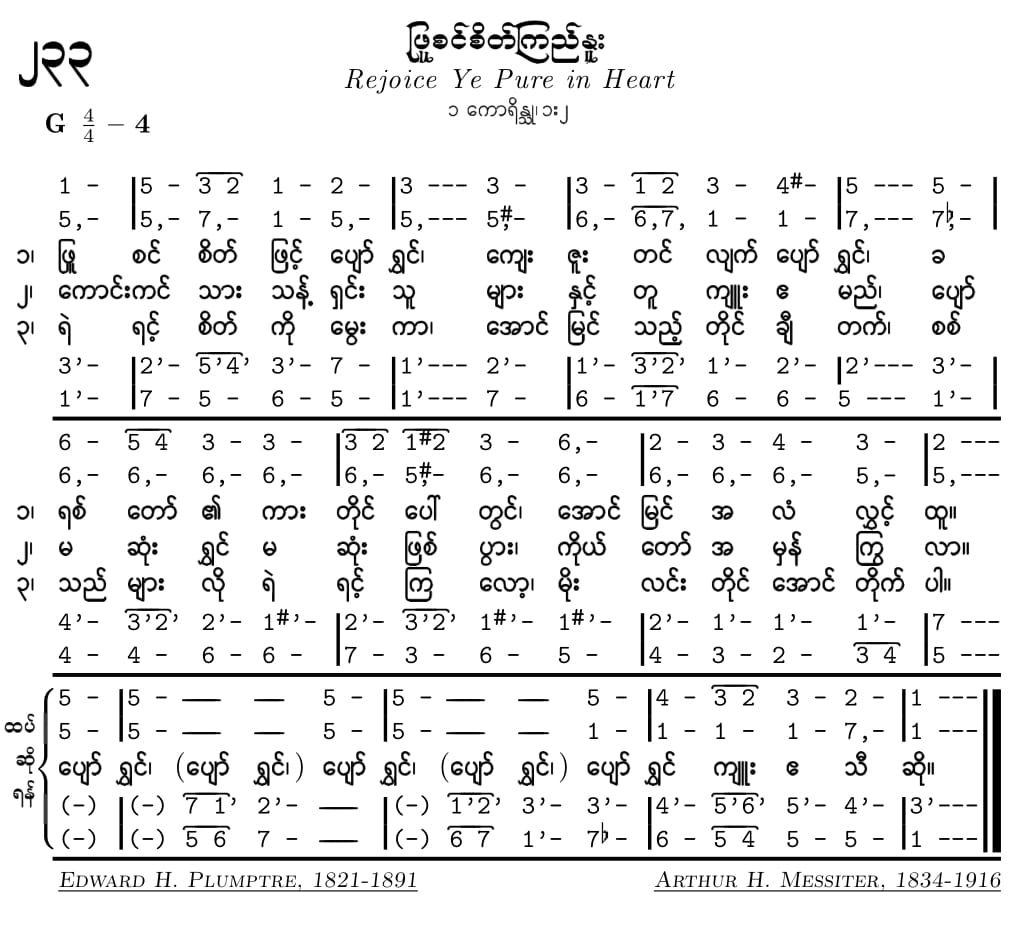 ၂၃၃
ဖြူစင်စိတ်ကြည်နူး
Rejoice Ye Pure in Heart
၁ ကောရိန္သု၊ ၁း၂
G 4/4 – 4
1 - |5 - 3 2 1 - 2 - |3 --- 3 - |3 - 1 2 3 - 4#- |5 --- 5 - |
5,- |5,- 7,- 1 - 5,- |5,--- 5#,- |6,- 6,7, 1 - 1 - |7,--- 7♭,- |
၁၊ ဖြူ စင် စိတ် ဖြင့် ပျော် ရွှင်၊ ကျေး ဇူး တင် လျက် ပျော် ရွှင်၊ ခ
၂၊ ကောင်းကင် သား သန့် ရှင်း သူ များ နှင့် တူ ကျူး ဧ မည်၊ ပျော်
၃၊ ရဲ ရင့် စိတ် ကို မွေး ကာ၊ အောင် မြင် သည့် တိုင် ချီ တက်၊ စစ်
3’- |2’- 5’4’ 3’- 7 - |1’--- 2’- |1’- 3’2’ 1’- 2’- |2’--- 3’- |
1’- |7 - 5 - 6 - 5 - |1’--- 7 - |6 - 1’7 6 - 6 - 5 --- 1’- |
6 - 5 4 3 - 3 - |3 2 1#2 3 - 6,- |2 - 3 - 4 - 3 - |2 ---
6,- 6,- 6,- 6,- |6,- 5#,- 6,- 6,- |6,- 6,- 6,- 5,- |5,---
၁၊ ရစ် တော် ၏ ကား တိုင် ပေါ် တွင်၊ အောင် မြင် အ လံ လွှင့် ထူ။
၂၊ မ ဆုံး ရွှင် မ ဆုံး ဖြစ် ပွား၊ ကိုယ် တော် အ မှန် ကြွ လာ။
၃၊ သည် များ လို ရဲ ရင့် ကြ လော့၊ မိုး လင်း တိုင် အောင် တိုက် ပါ။
4’- 3’2’ 2’- 1#’- |2’- 3’2’ 1#’- 1#’- |2’- 1’- 1’- 1’- |7 ---
4 - 4 - 6 - 6 - |7 - 3 - 6 - 5 - |4 - 3 - 2 - 3 4 |5 ---
ထပ်ဆိုရန်
5 - |5 - — — 5 - |5 - — — 5 - |4 - 3 2 3 - 2 - |1 ---
5 - |5 - — — 5 - |5 - — — 1 - |1 - 1 - 1 - 7,- |1 ---
ပျော် ရွှင်၊ (ပျော် ရွှင်၊) ပျော် ရွှင်၊ (ပျော် ရွှင်၊) ပျော် ရွှင် ကျူး ဧ သီ ဆို။
(-) |(-) 7 1’ 2’- — |(-) 1’2’ 3’- 3’- |4’- 5’6’ 5’- 4’- |3’---
(-) |(-) 5 6 7 - — |(-) 6 7 1’- 7♭- |6 - 5 4 5 - 5 - |1 ---
EDWARD H. PLUMPTRE, 1821-1891
ARTHUR H. MESSITER, 1834-1916